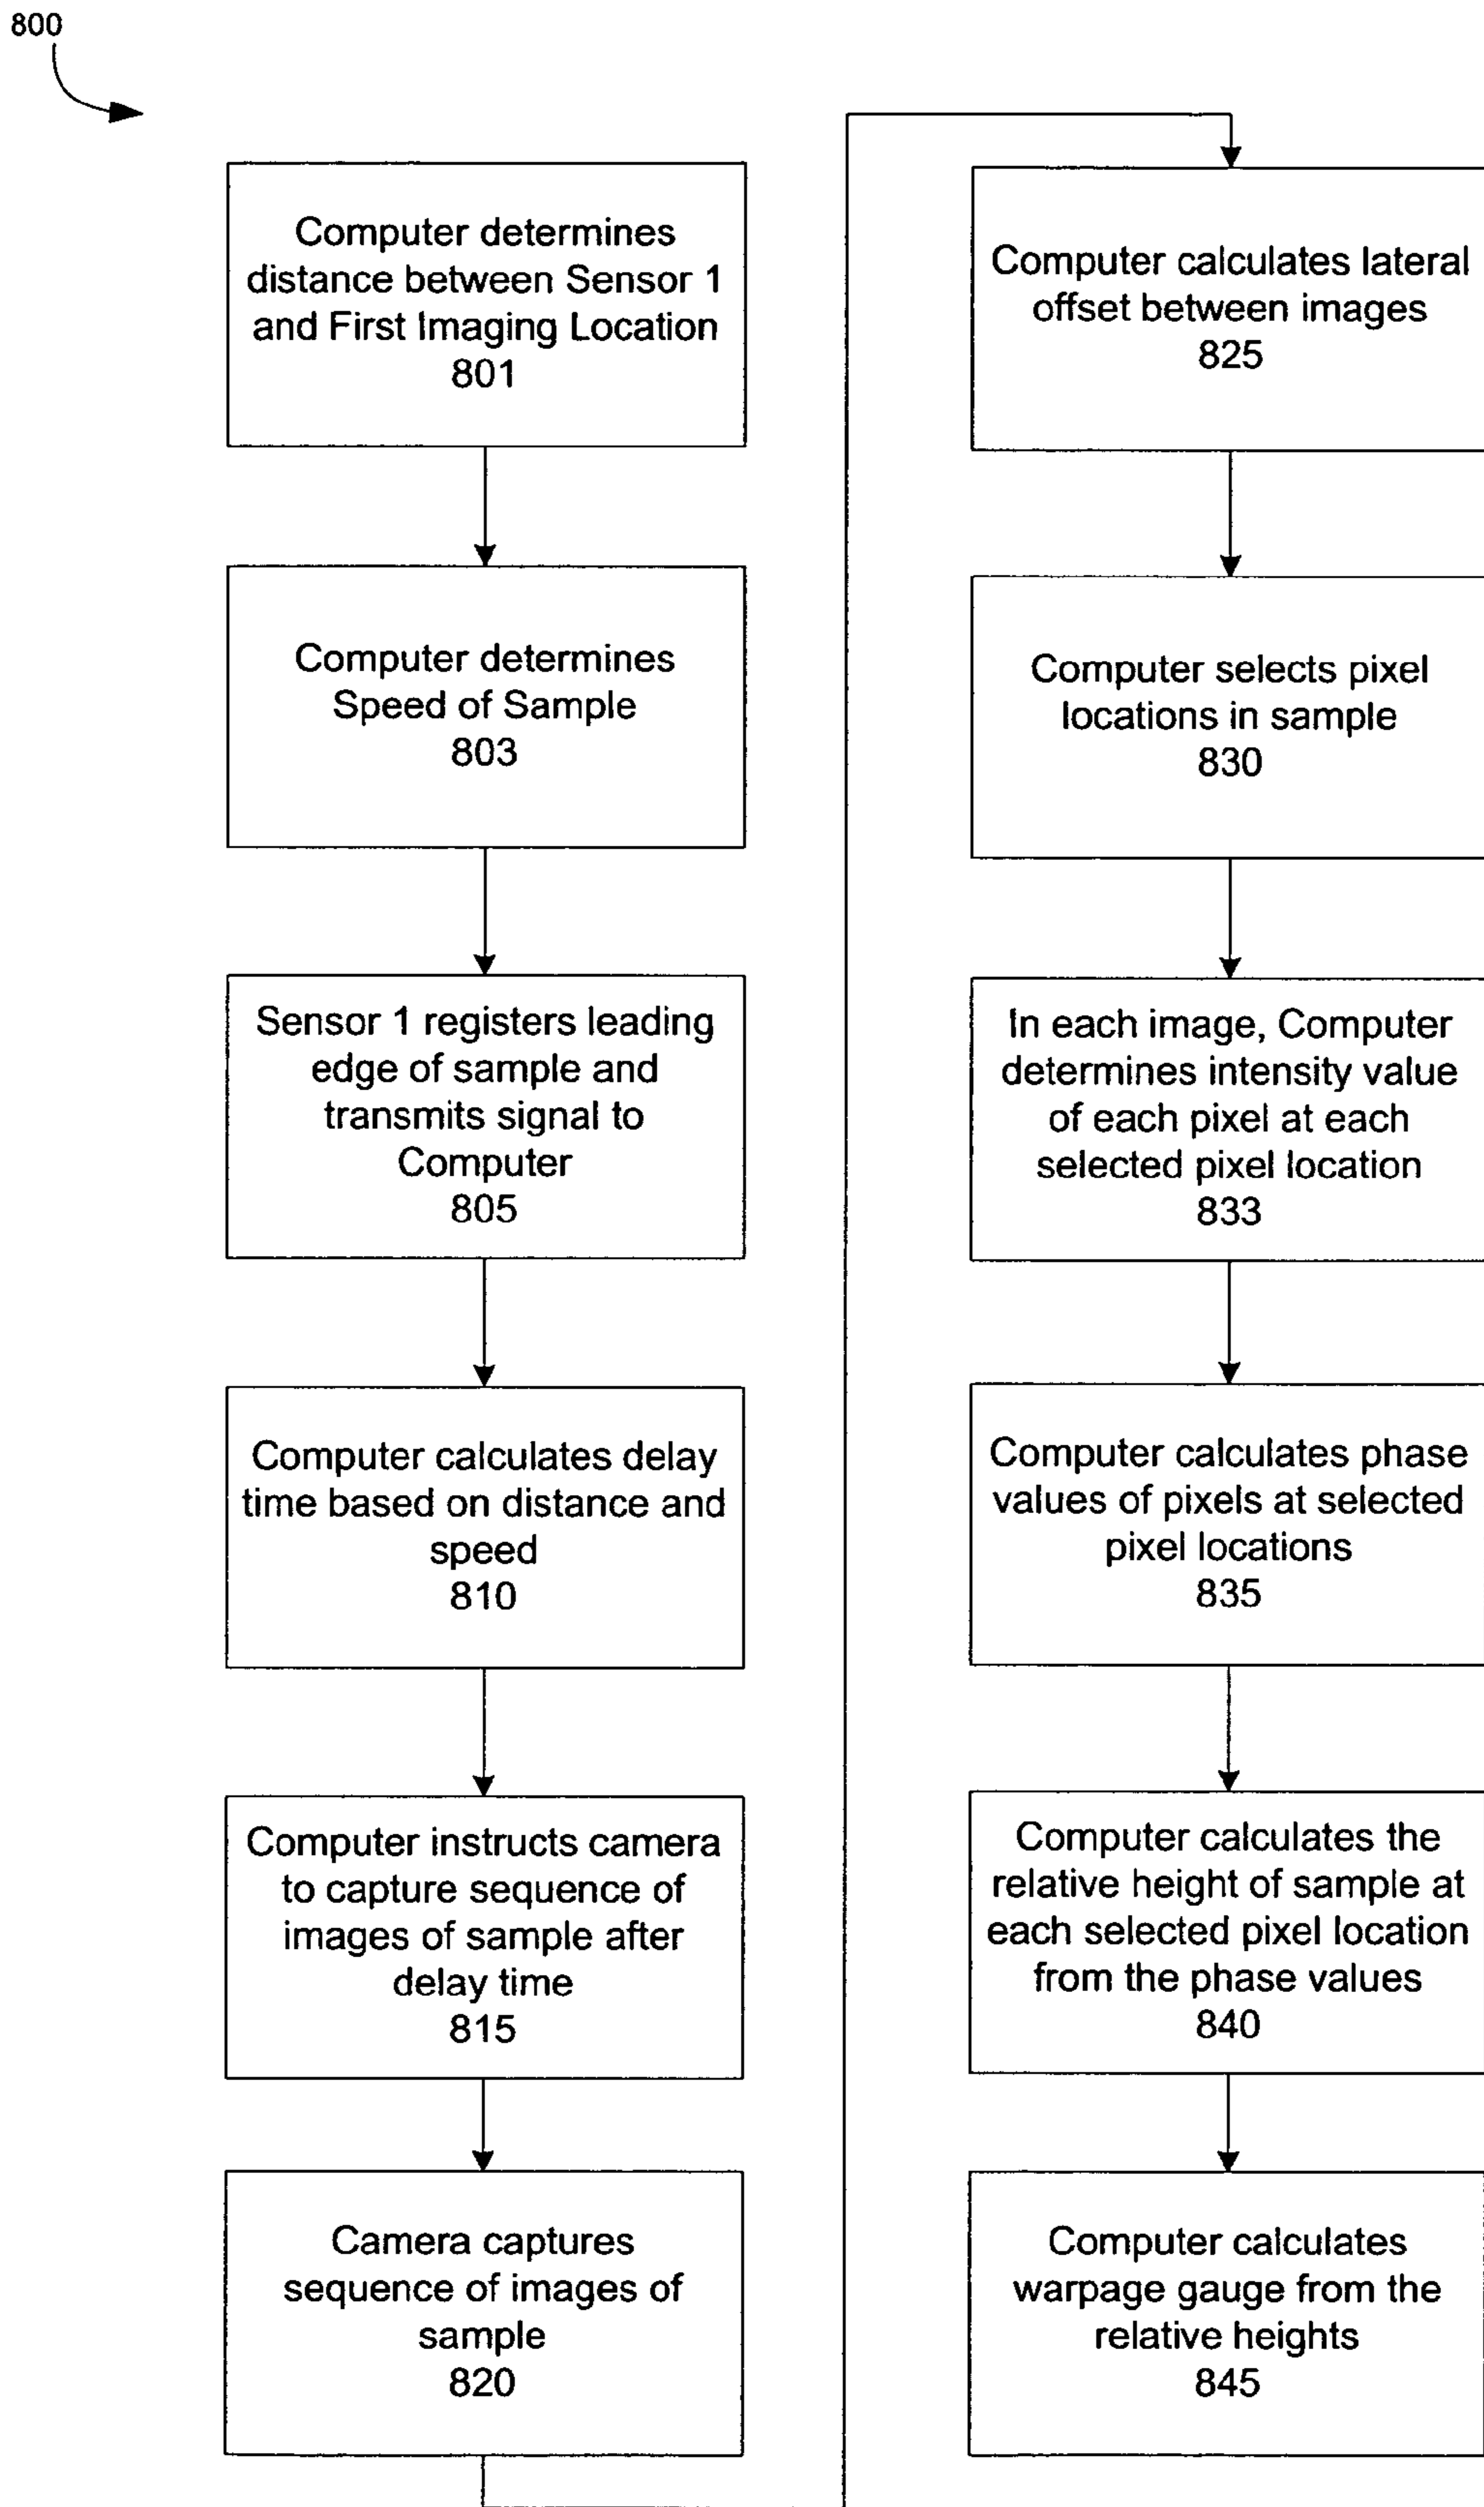 800
Computer determines
distance between Sensor 1
and First Imaging Location
801
Computer determines
Speed of Sample
803
Sensor 1 registers leading
edge of sample and
transmits signal to
Computer
805
Computer calculates delay
time based on distance and
speed
810
Computer instructs camera
to capture sequence of
images of sample after
delay time
815
Camera captures
sequence of images of
sample
820
Computer calculates lateral
offset between images
825
Computer selects pixel
locations in sample
830
In each image, Computer
determines intensity value
of each pixel at each
selected pixel location
833
Computer calculates phase
values of pixels at selected
pixel locations
835
Computer calculates the
relative height of sample at
each selected pixel location
from the phase values
840
Computer calculates
warpage gauge from the
relative heights
845